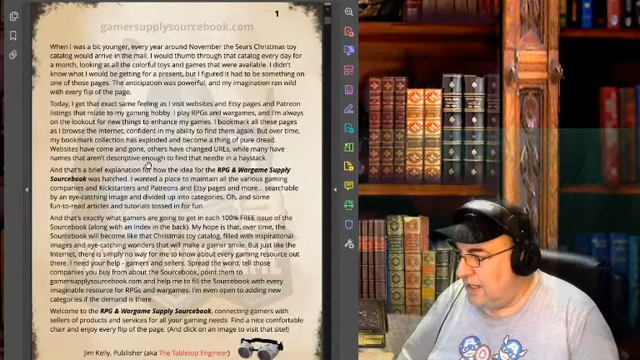 1
gamersupplysourcebook.com
When I was a bit younger, every year around November the Sears Christmas toy
catalog would arrive in the mail. I would thumb through that catalog every day for
a month, looking at all the colorful toys and games that were available. I didn't
know what I would be getting for a present, but I figured it had to be something on
one of those pages. The anticipation was powerful, and my imagination ran wild
with every flip of the page.
Today, I get that exact same feeling as I visit websites and Etsy pages and Patreon
listings that relate to my gaming hobby. I play RPGs and wargames, and I'm always
on the lookout for new things to enhance my games. I bookmark all these pages
as I browse the internet, confident in my ability to find them again. But over time,
my bookmark collection has exploded and become a thing of pure dread.
Websites have come and gone, others have changed URLs, while many have
names that aren't descriptive enough to find that needle in a haystack.
And that's a brief explanation for how the idea for the RPG & Wargame Supply
Sourcebook was hatched. I wanted a place to maintain all the various gaming
companies and Kickstarters and Patreons and Etsy pages and more... searchable
by an eye-catching image and divided up into categories. Oh, and some
fun-to-read articles and tutorials tossed in for fun.
And that's exactly what gamers are going to get in each 100% FREE issue of the
Sourcebook (along with an Index in the back). My hope is that, over time, the
Sourcebook will become like that Christmas toy catalog, filled with inspirational
images and eye-catching wonders that will make a gamer smile. But just like the
Internet, there is simply no way for me to know about every gaming resource out
there. I need your help - gamers and sellers. Spread the word, tell those
companies you buy from about the Sourcebook, point them to
gamersupplysourcebook.com and help me to fill the Sourcebook with every
imaginable resource for RPGs and wargames. I'm even open to adding new
categories if the demand is there.
Welcome to the RPG & Wargame Supply Sourcebook, connecting gamers with
sellers of products and services for all your gaming needs. Find a nice comfortable
chair and enjoy every flip of the page. (And click on an image to visit that site!)
Jim Kelly, Publisher (aka The Tabletop Engineer)